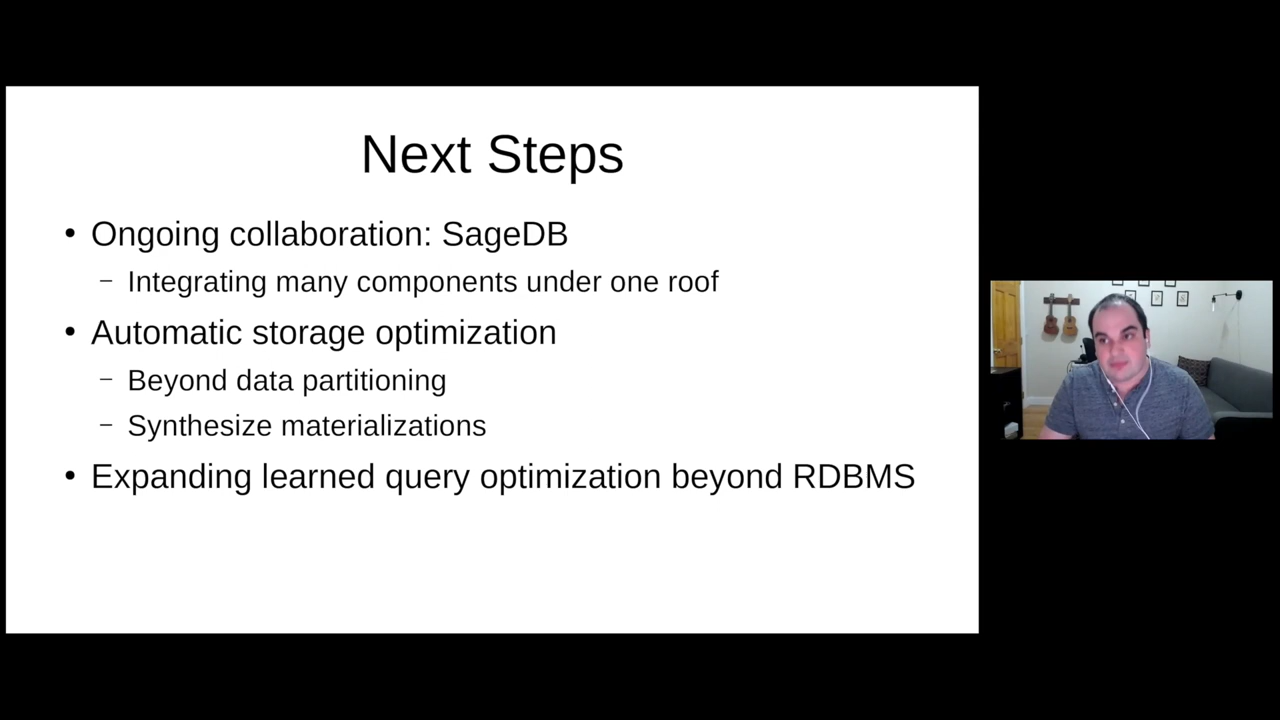 Next Steps
• Ongoing collaboration: SageDB
– Integrating many components under one roof
• Automatic storage optimization
– Beyond data partitioning
– Synthesize materializations
• Expanding learned query optimization beyond RDBMS